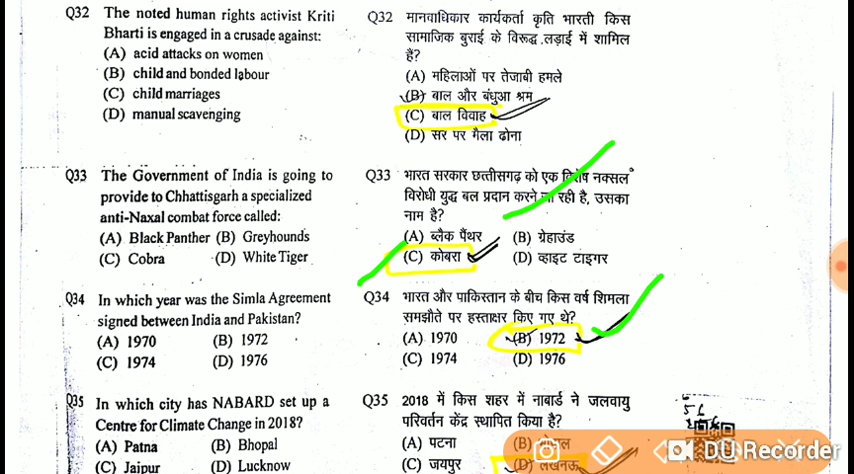 Q32 The noted human rights activist Kriti
Bharti is engaged in a crusade against:
(A) acid attacks on women
(B) child and bonded labour
(C) child marriages
(D) manual scavenging
Q32 मानवाधिकार कार्यकर्ता कृति भारती किस
सामाजिक बुराई के विरूद्ध लड़ाई में शामिल
हैं?
(A) महिलाओं पर तेजाबी हमले
(B) बाल और बंधुआ श्रम
(C) बाल विवाह
(D) सर पर मैला ढोना
Q33 The Government of India is going to
provide to Chhattisgarh a specialized
anti-Naxal combat force called:
(A) Black Panther (B) Greyhounds
(C) Cobra (D) White Tiger
Q33 भारत सरकार छत्तीसगढ़ को एक विशेष नक्सल
विरोधी युद्ध बल प्रदान करने जा रही है, उसका
नाम है?
(A) ब्लैक पैंथर (B) ग्रेहाउंड
(C) कोबरा (D) व्हाइट टाइगर
Q34 In which year was the Simla Agreement
signed between India and Pakistan?
(A) 1970 (B) 1972
(C) 1974 (D) 1976
Q34 भारत और पाकिस्तान के बीच किस वर्ष शिमला
समझौते पर हस्ताक्षर किए गए थे?
(A) 1970 (B) 1972
(C) 1974 (D) 1976
Q35 In which city has NABARD set up a
Centre for Climate Change in 2018?
(A) Patna (B) Bhopal
(C) Jaipur (D) Lucknow
Q35 2018 में किस शहर में नाबार्ड ने जलवायु
परिवर्तन केंद्र स्थापित किया है?
(A) पटना (B)
(C) जयपुर (D) लखनऊ
DU Recorder